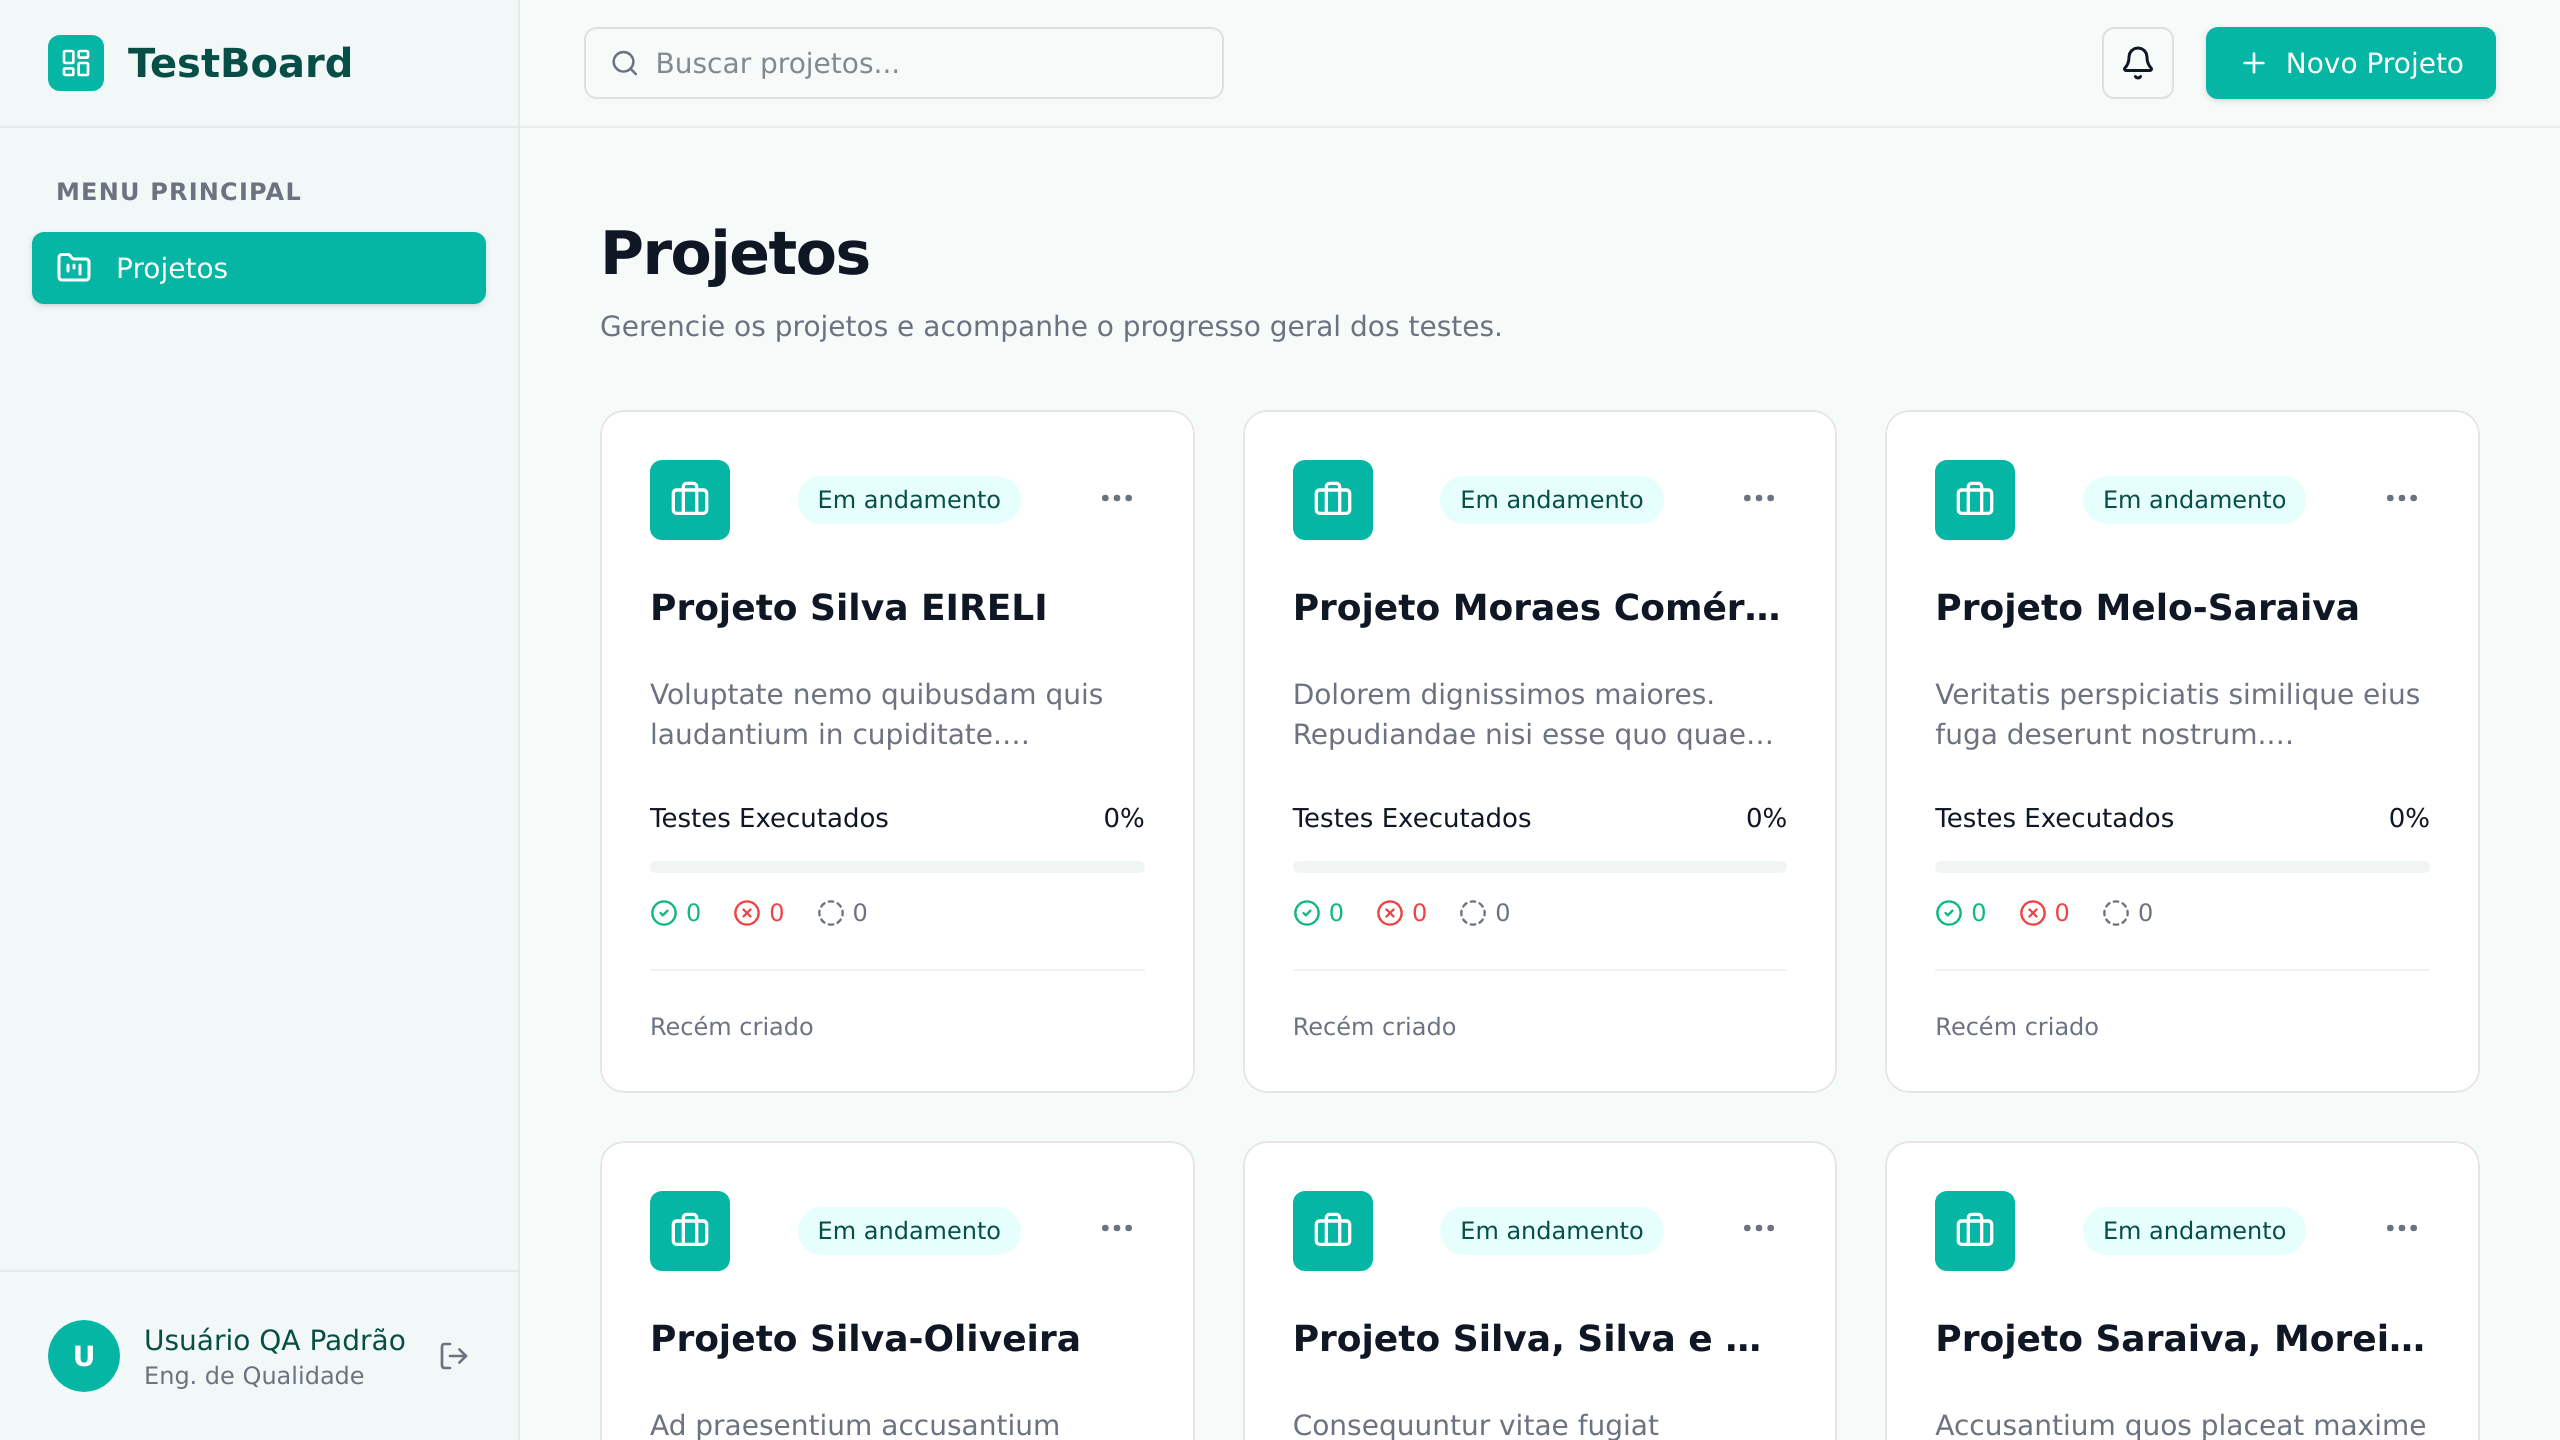 TestBoard
Buscar projetos...
Novo Projeto
MENU PRINCIPAL
Projetos
Projetos
Gerencie os projetos e acompanhe o progresso geral dos testes.
Em andamento
Projeto Silva EIRELI
Voluptate nemo quibusdam quis
laudantium in cupiditate....
Testes Executados 0%
0 0 0
Recém criado
Em andamento
Projeto Moraes Comér...
Dolorem dignissimos maiores.
Repudiandae nisi esse quo quae...
Testes Executados 0%
0 0 0
Recém criado
Em andamento
Projeto Melo-Saraiva
Veritatis perspiciatis similique eius
fuga deserunt nostrum....
Testes Executados 0%
0 0 0
Recém criado
Em andamento
Projeto Silva-Oliveira
Ad praesentium accusantium
Em andamento
Projeto Silva, Silva e ...
Consequuntur vitae fugiat
Em andamento
Projeto Saraiva, Morei...
Accusantium quos placeat maxime
U
Usuário QA Padrão
Eng. de Qualidade